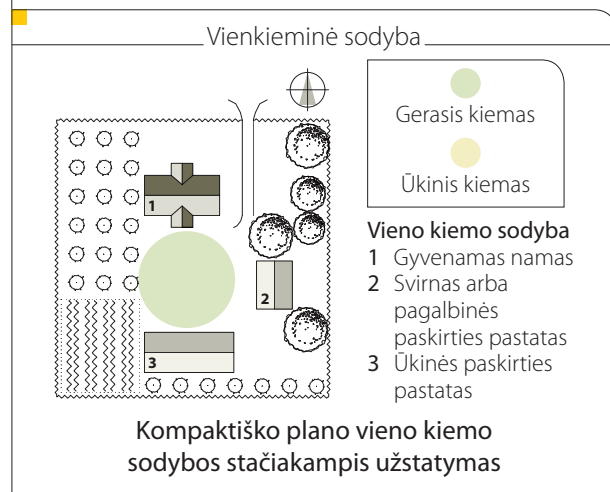 Vienkieminė sodyba
1
2
3
Gerasis kiemas
Ūkinis kiemas
Vieno kiemo sodyba
1 Gyvenamas namas
2 Svirnas arba
pagalbinės
paskirties pastatas
3 Ūkinės paskirties
pastatas
Kompaktiško plano vieno kiemo
sodybos stačiakampis užstatymas